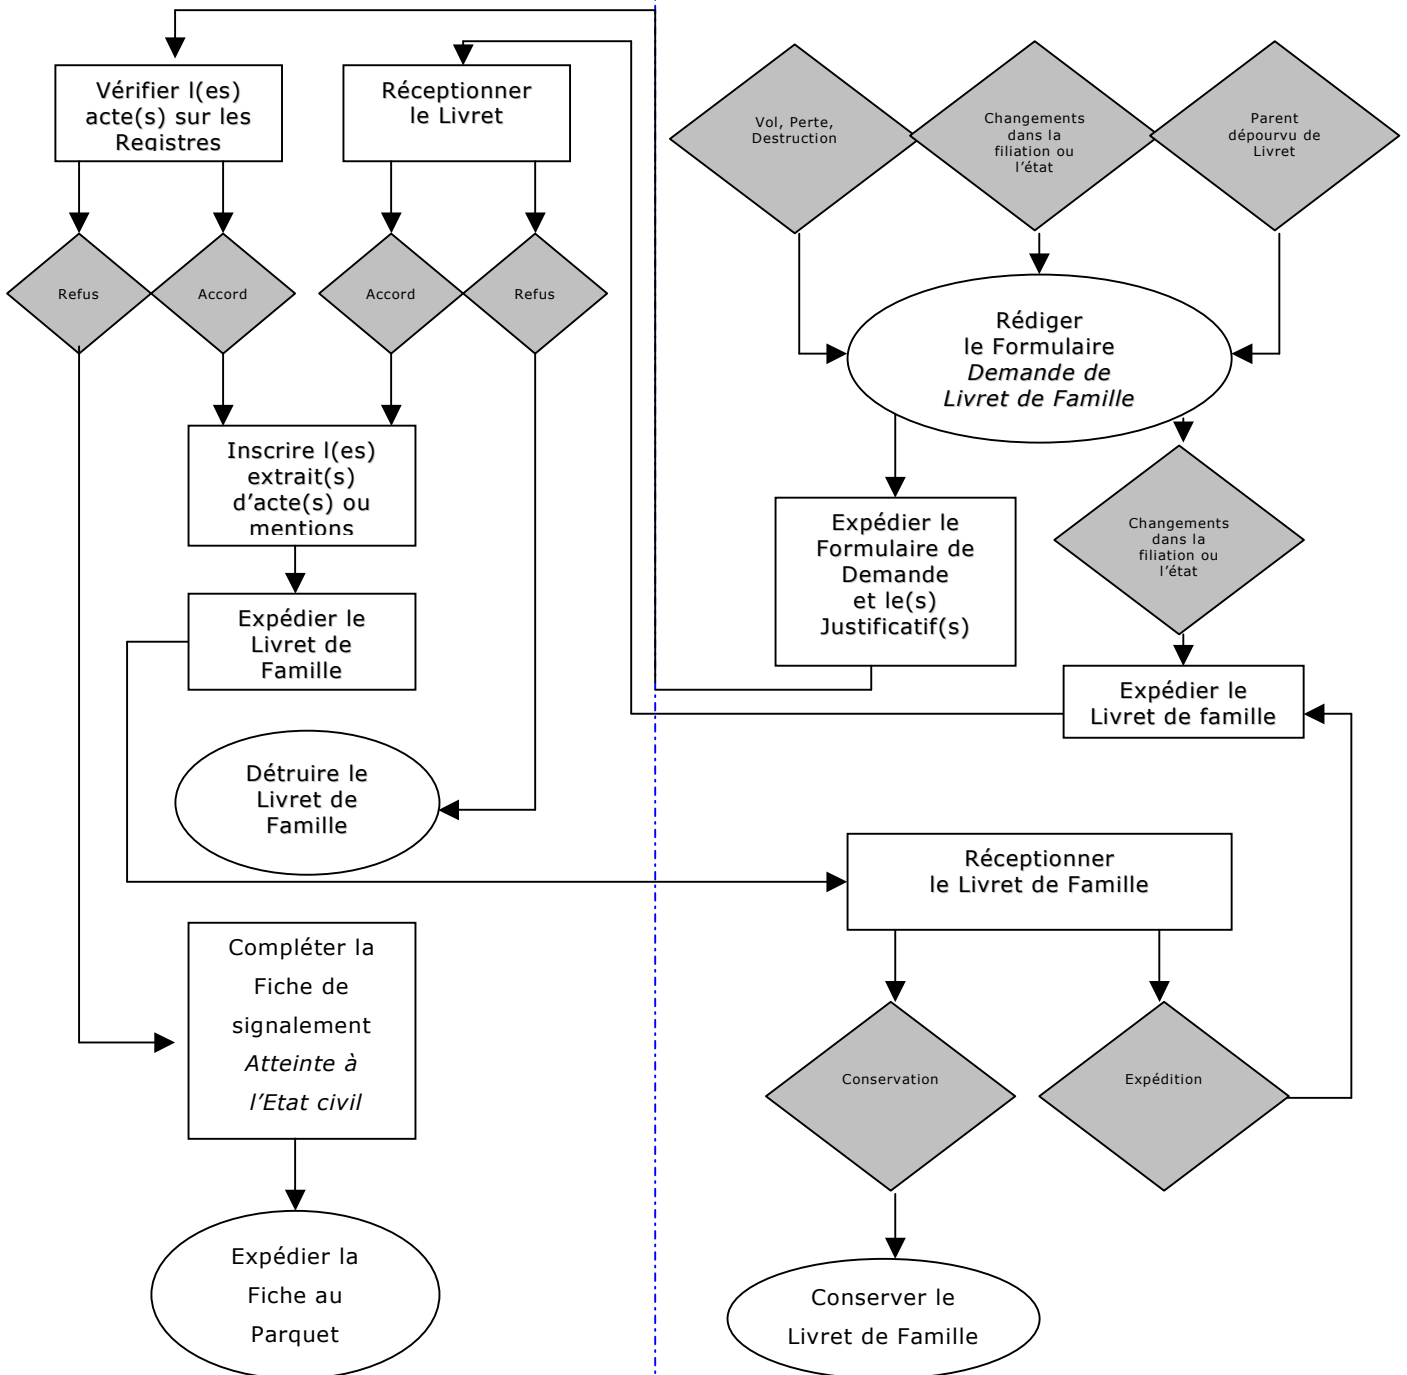 Vérifier l(es)
acte(s) sur les
Registres
Réceptionner
le Livret
Vol, Perte,
Destruction
Changements
dans la
filiation ou
l'état
Parent
dépourvu de
Livret
Refus
Accord
Accord
Refus
Rédiger
le Formulaire
Demande de
Livret de Famille
Inscrire l(es)
extrait(s)
d'acte(s) ou
mentions
Expédier le
Formulaire de
Demande
et le(s)
Justificatif(s)
Changements
dans la
filiation ou
l'état
Expédier le
Livret de
Famille
Expédier le
Livret de famille
Détruire le
Livret de
Famille
Réceptionner
le Livret de Famille
Compléter la
Fiche de
signalement
Atteinte à
l'Etat civil
Conservation
Expédition
Expédier la
Fiche au
Parquet
Conserver le
Livret de Famille